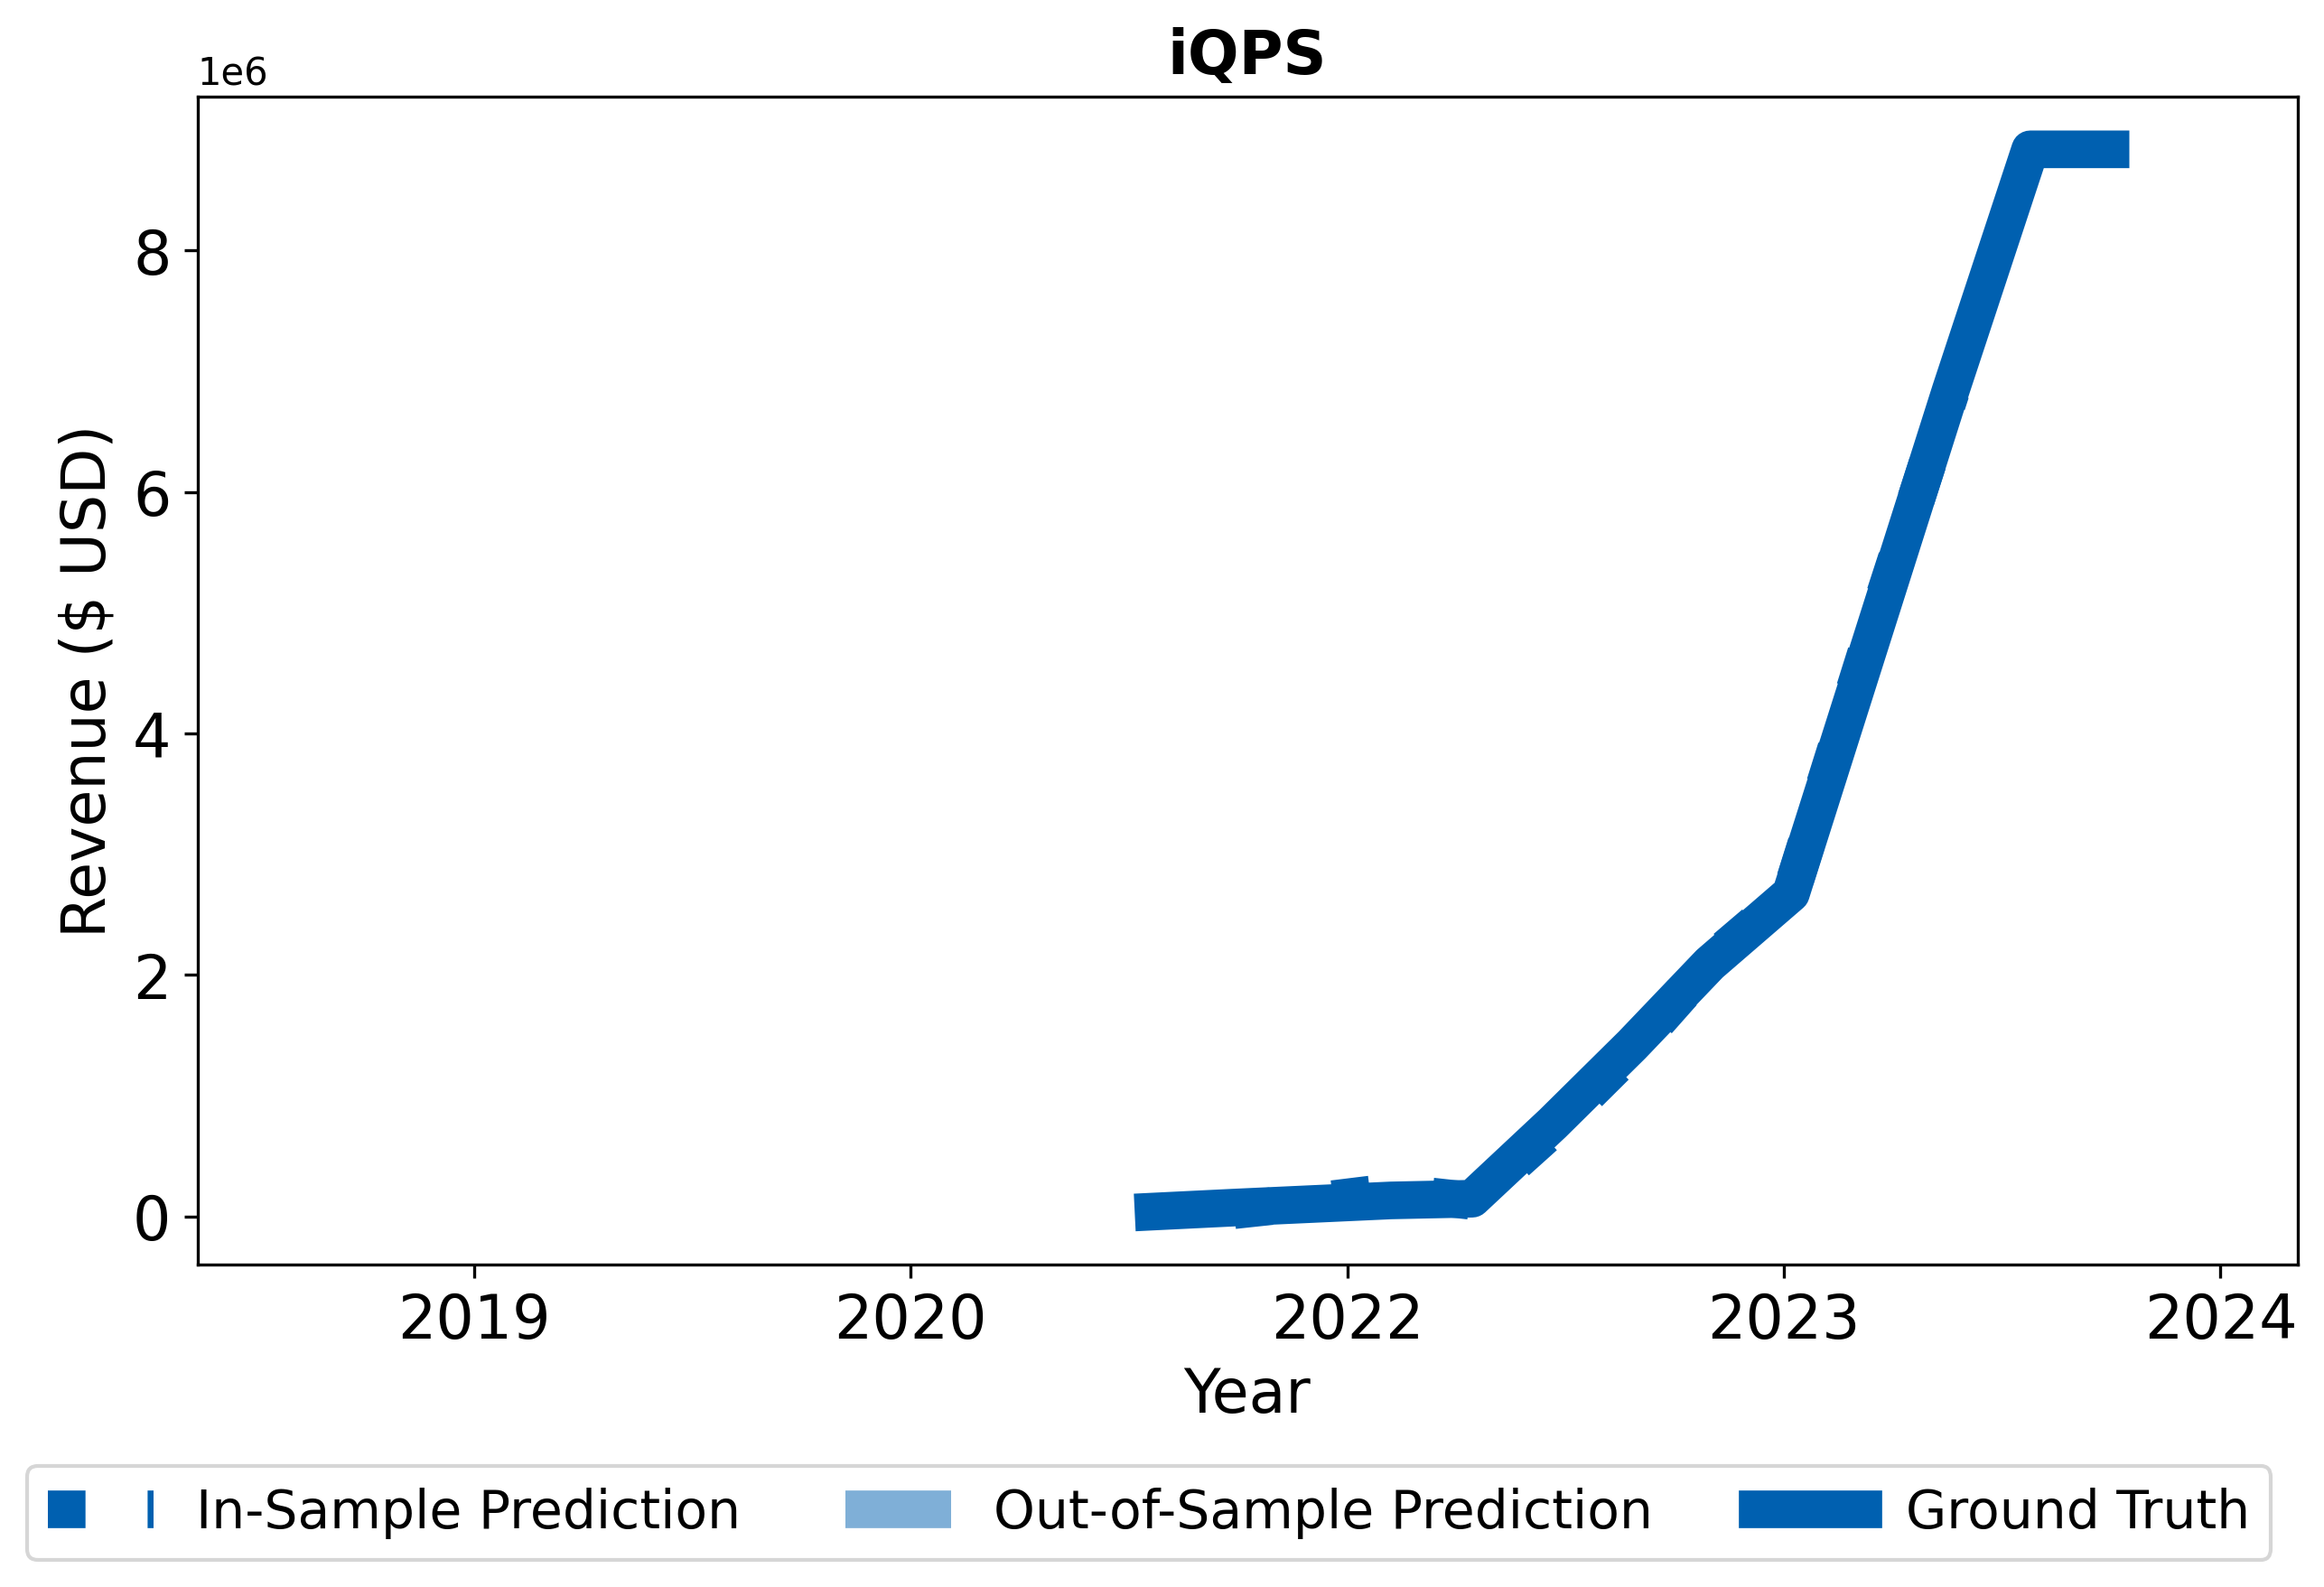 iQPS
1e6
8
6
4
2
0
Revenue ($ USD)
2019 2020 2022 2023 2024
Year
In-Sample Prediction Out-of-Sample Prediction Ground Truth